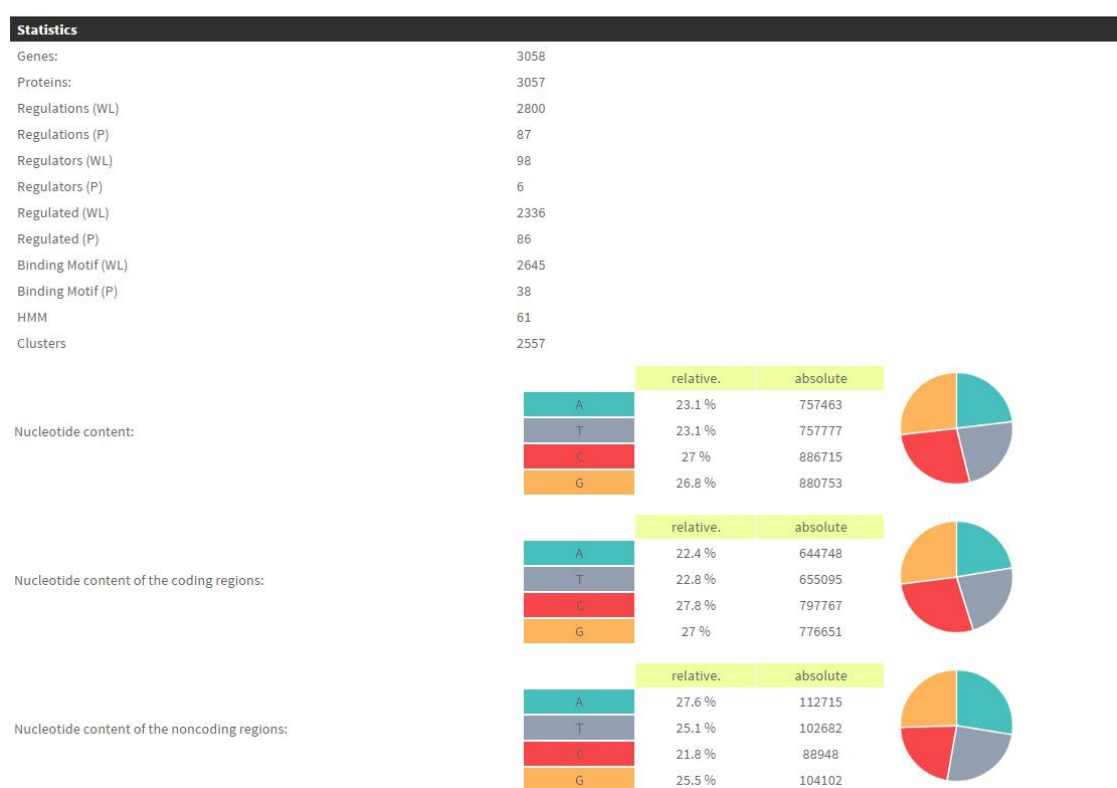 Statistics
Genes: 3058
Proteins: 3057
Regulations (WL) 2800
Regulations (P) 87
Regulators (WL) 98
Regulators (P) 6
Regulated (WL) 2336
Regulated (P) 86
Binding Motif (WL) 2645
Binding Motif (P) 38
HMM 61
Clusters 2557
relative. absolute
A 23.1 % 757463
Nucleotide content: T 23.1 % 757777
C 27 % 886715
G 26.8 % 880753
relative. absolute
A 22.4 % 644748
Nucleotide content of the coding regions: T 22.8 % 655095
C 27.8 % 797767
G 27 % 776651
relative. absolute
A 27.6 % 112715
Nucleotide content of the noncoding regions: T 25.1 % 102682
C 21.8 % 88948
G 25.5 % 104102